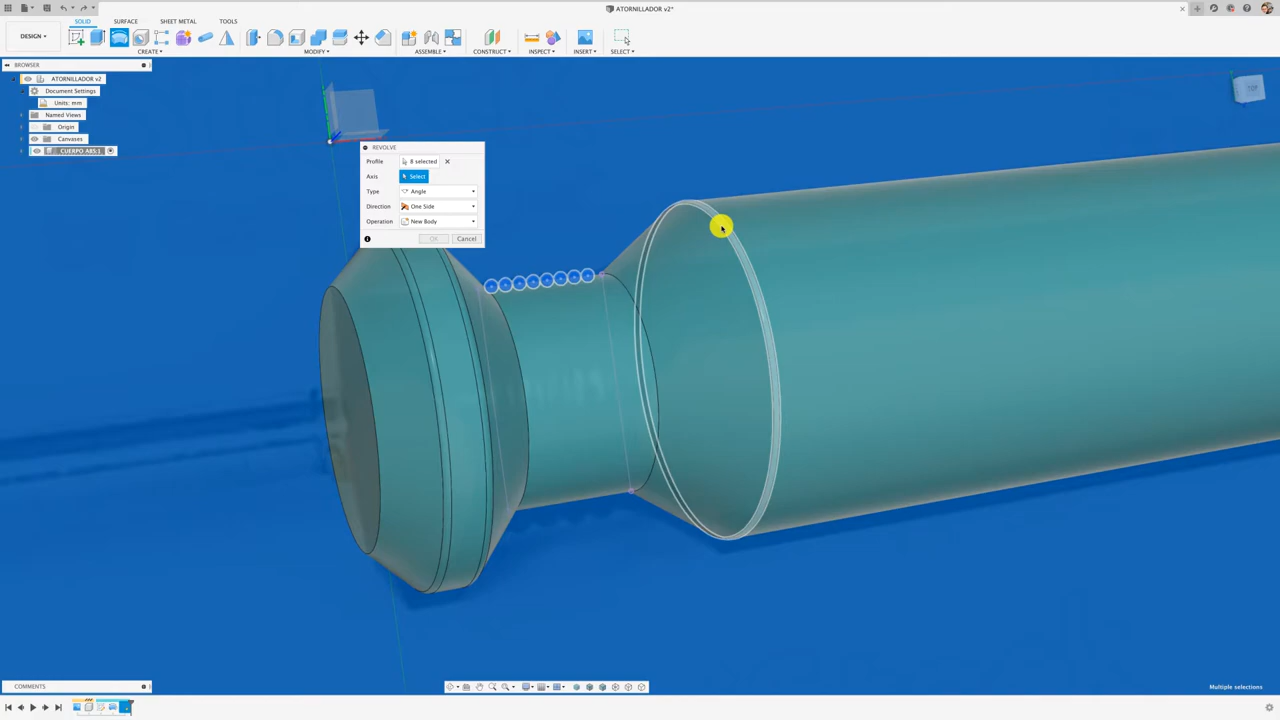 ATORNILLADOR v2*
SOLID SURFACE SHEET METAL TOOLS
DESIGN
CREATE MODIFY ASSEMBLE CONSTRUCT INSPECT INSERT SELECT
BROWSER
ATORNILLADOR v2
Document Settings
Units: mm
Named Views
Origin
Canvases
CUERPO ABS:1
REVOLVE
Profile 8 selected
Axis Select
Type Angle
Direction One Side
Operation New Body
OK Cancel
TOP
COMMENTS
Multiple selections